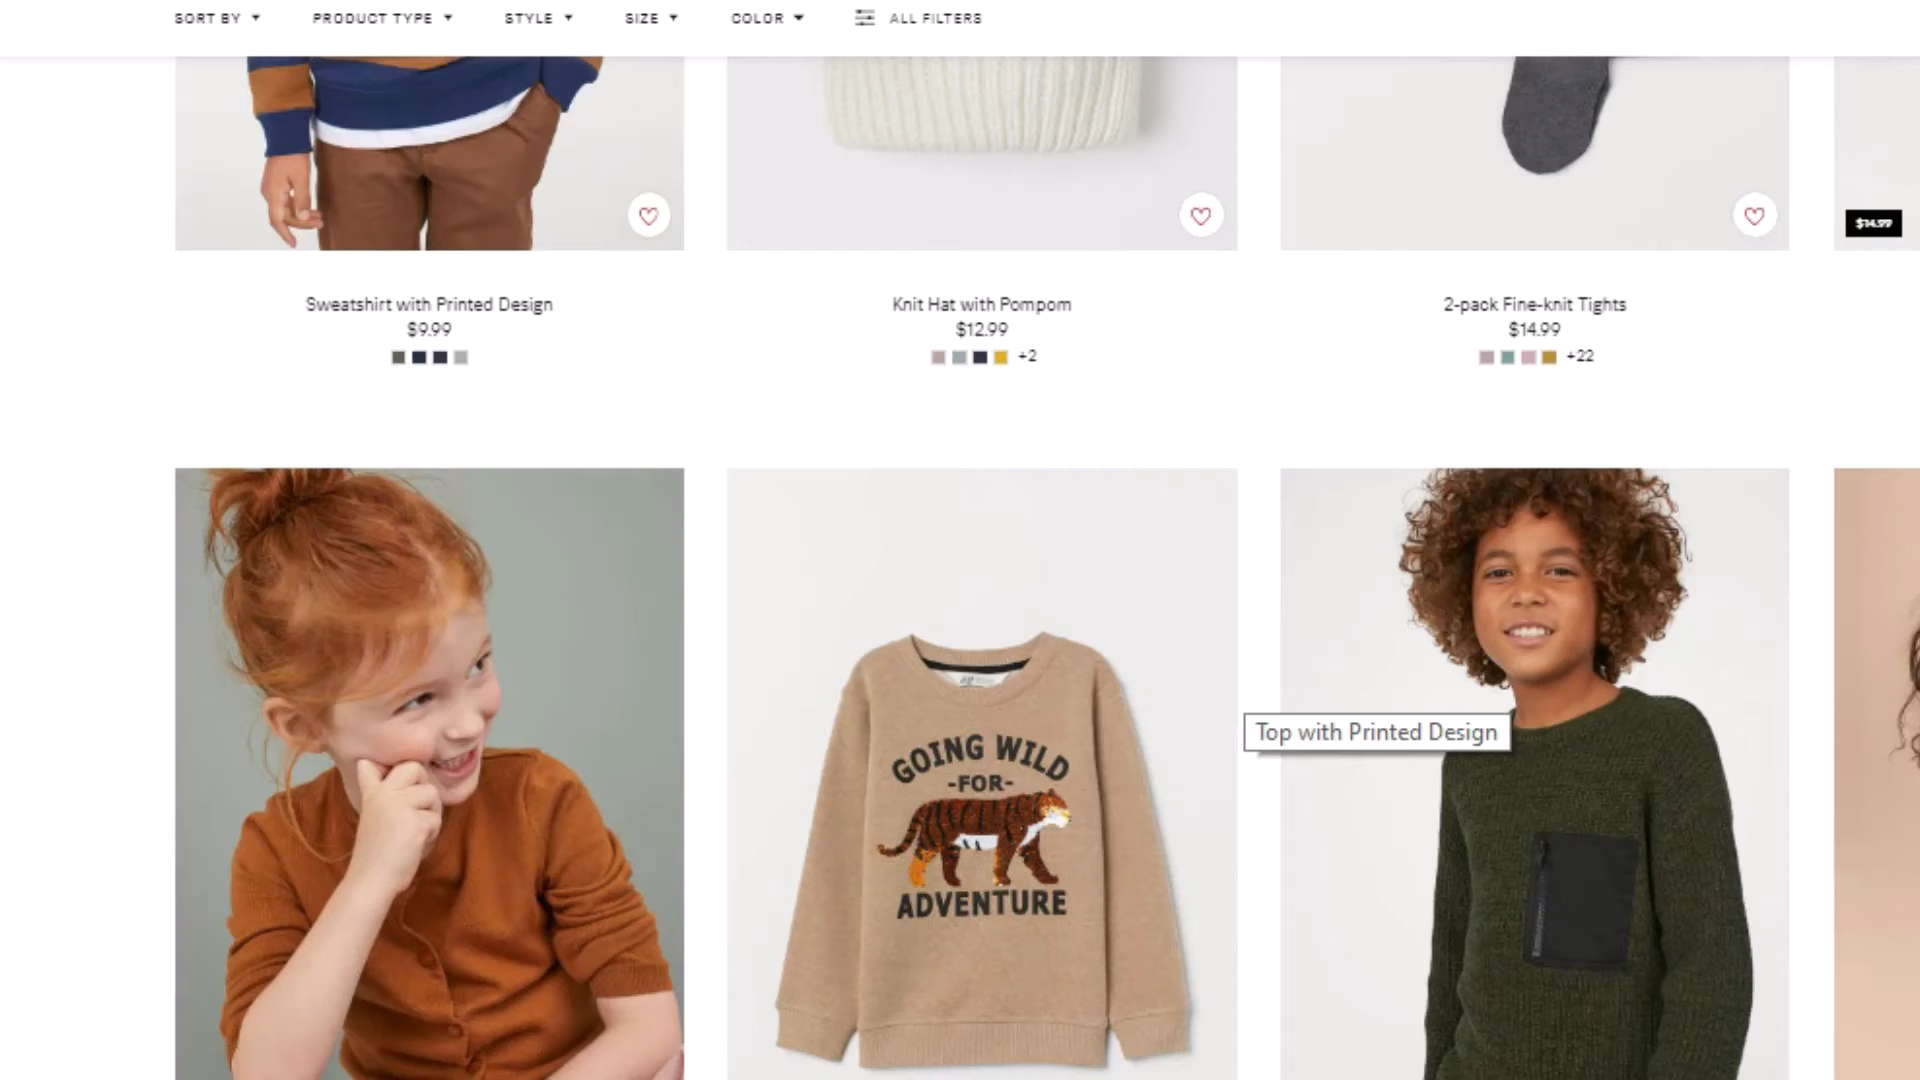 SORT BY
PRODUCT TYPE
STYLE
SIZE
COLOR
ALL FILTERS
$14.99
Sweatshirt with Printed Design
$9.99
Knit Hat with Pompom
$12.99
+2
2-pack Fine-knit Tights
$14.99
+22
GOING WILD
-FOR-
ADVENTURE
Top with Printed Design